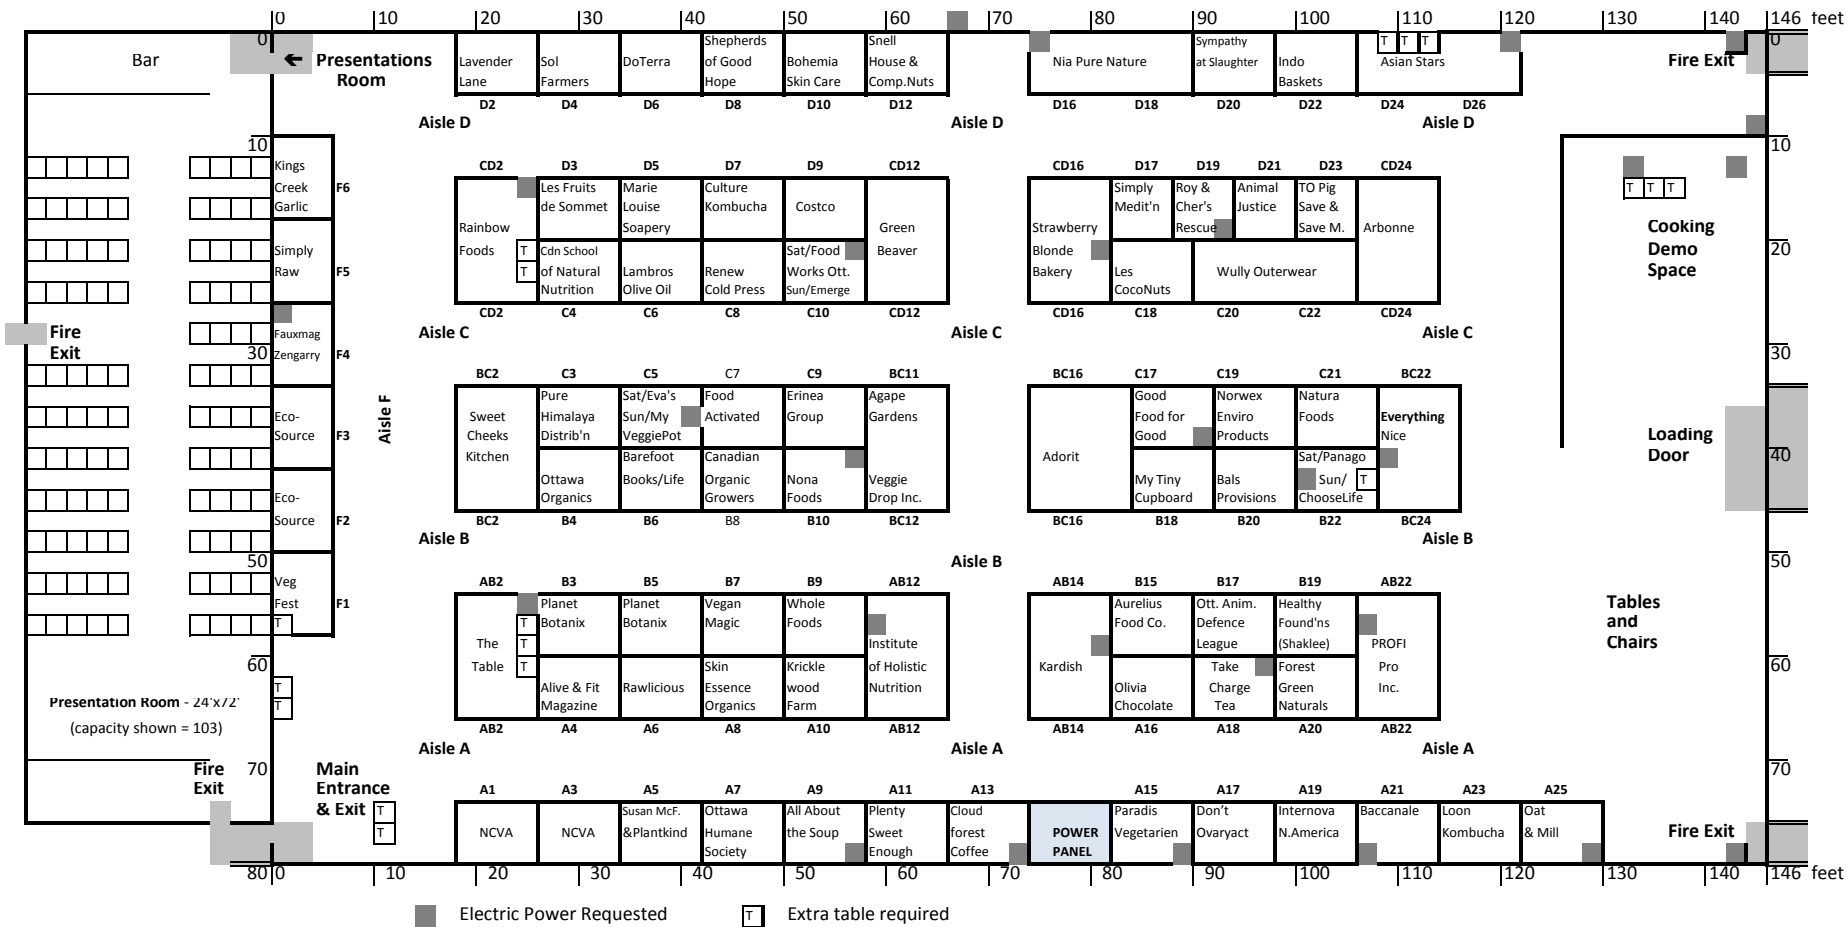 0 10 20 30 40 50 60 70 80 90 100 110 120 130 140 146 feet
Bar
0
← Presentations
Room
Lavender
Lane
Sol
Farmers
DoTerra
Shepherds
of Good
Hope
Bohemia
Skin Care
Snell
House &
Comp.Nuts
Nia Pure Nature
Sympathy
at Slaughter
Indo
Baskets
T T T
Asian Stars
Fire Exit
0
D2 D4 D6 D8 D10 D12 D16 D18 D20 D22 D24 D26
Aisle D Aisle D Aisle D
10 10
CD2 D3 D5 D7 D9 CD12 CD16 D17 D19 D21 D23 CD24
Kings
Creek
Garlic
F6
Rainbow
Foods
T
T
Les Fruits
de Sommet
Marie
Louise
Soapery
Culture
Kombucha
Costco
Green
Beaver
Cdn School
of Natural
Nutrition
Lambros
Olive Oil
Renew
Cold Press
Sat/Food
Works Ott.
Sun/Emerge
Strawberry
Blonde
Bakery
Simply
Medit'n
Roy &
Cher's
Rescue
Animal
Justice
TO Pig
Save &
Save M.
Arbonne
Les
CocoNuts
Wully Outerwear
T T T
Cooking
Demo
Space
20
Simply
Raw
F5
CD2 C4 C6 C8 C10 CD12 CD16 C18 C20 C22 CD24
Aisle C Aisle C Aisle C
Fire
Exit
Fauxmag
Zengarry
F4
30 30
BC2 C3 C5 C7 C9 BC11 BC16 C17 C19 C21 BC22
Eco-
Source
F3
Aisle F
Sweet
Cheeks
Kitchen
Pure
Himalaya
Distrib'n
Sat/Eva's
Sun/My
VeggiePot
Food
Activated
Erinea
Group
Agape
Gardens
Ottawa
Organics
Barefoot
Books/Life
Canadian
Organic
Growers
Nona
Foods
Veggie
Drop Inc.
Adorit
Good
Food for
Good
Norwex
Enviro
Products
Natura
Foods
Everything
Nice
My Tiny
Cupboard
Bals
Provisions
Sat/Panago
Sun/ T
ChooseLife
Loading
Door
40
Eco-
Source
F2
BC2 B4 B6 B8 B10 BC12 BC16 B18 B20 B22 BC24
Aisle B Aisle B Aisle B
50 50
AB2 B3 B5 B7 B9 AB12 AB14 B15 B17 B19 AB22
Veg
Fest
T
F1
The
Table
T
T
T
Planet
Botanix
Planet
Botanix
Vegan
Magic
Whole
Foods
Institute
of Holistic
Nutrition
Alive & Fit
Magazine
Rawlicious
Skin
Essence
Organics
Krickle
wood
Farm
Kardish
Aurelius
Food Co.
Ott. Anim.
Defence
League
Healthy
Found'ns
(Shaklee)
PROFI
Pro
Inc.
Olivia
Chocolate
Take
Charge
Tea
Forest
Green
Naturals
Tables
and
Chairs
60 60
T
T
Presentation Room - 24'x72'
(capacity shown = 103)
AB2 A4 A6 A8 A10 AB12 AB14 A16 A18 A20 AB22
Aisle A Aisle A Aisle A
Fire
Exit
70 70
Main
Entrance
& Exit
T
T
A1 A3 A5 A7 A9 A11 A13 A15 A17 A19 A21 A23 A25
NCVA
NCVA
Susan McF.
&Plantkind
Ottawa
Humane
Society
All About
the Soup
Plenty
Sweet
Enough
Cloud
forest
Coffee
POWER
PANEL
Paradis
Vegetarien
Don't
Ovaryact
Internova
N.America
Baccanale
Loon
Kombucha
Oat
& Mill
Fire Exit
80 10 20 30 40 50 60 70 80 90 100 110 120 130 140 146 feet
Electric Power Requested
T Extra table required